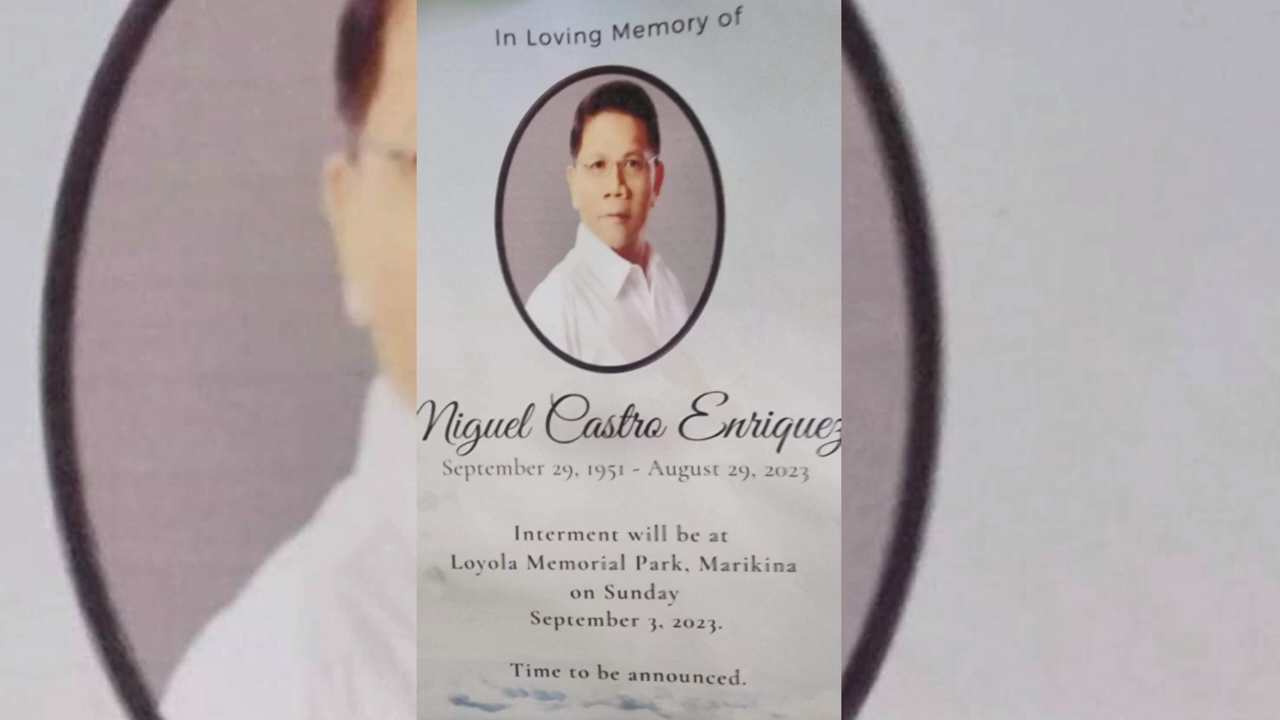 In Loving Memory of
Miguel Castro Enriquez
September 29, 1951 - August 29, 2023
Interment will be at
Loyola Memorial Park, Marikina
on Sunday
September 3, 2023.
Time to be announced.